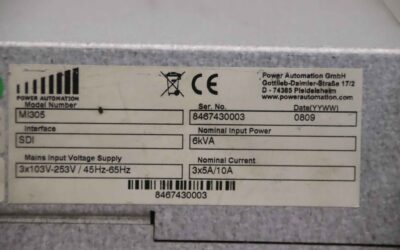 POWER AUTOMATION
CE
Power Automation GmbH
Gottlieb-Daimler-Straße 17/2
D - 74385 Pleidelsheim
www.powerautomation.com
Model Number
Ser. No.
Date(YYWW)
MI305
8467430003
0809
Interface
Nominal Input Power
SDI
6kVA
Mains Input Voltage Supply
Nominal Current
3x103V-253V / 45Hz-65Hz
3x5A/10A
8467430003